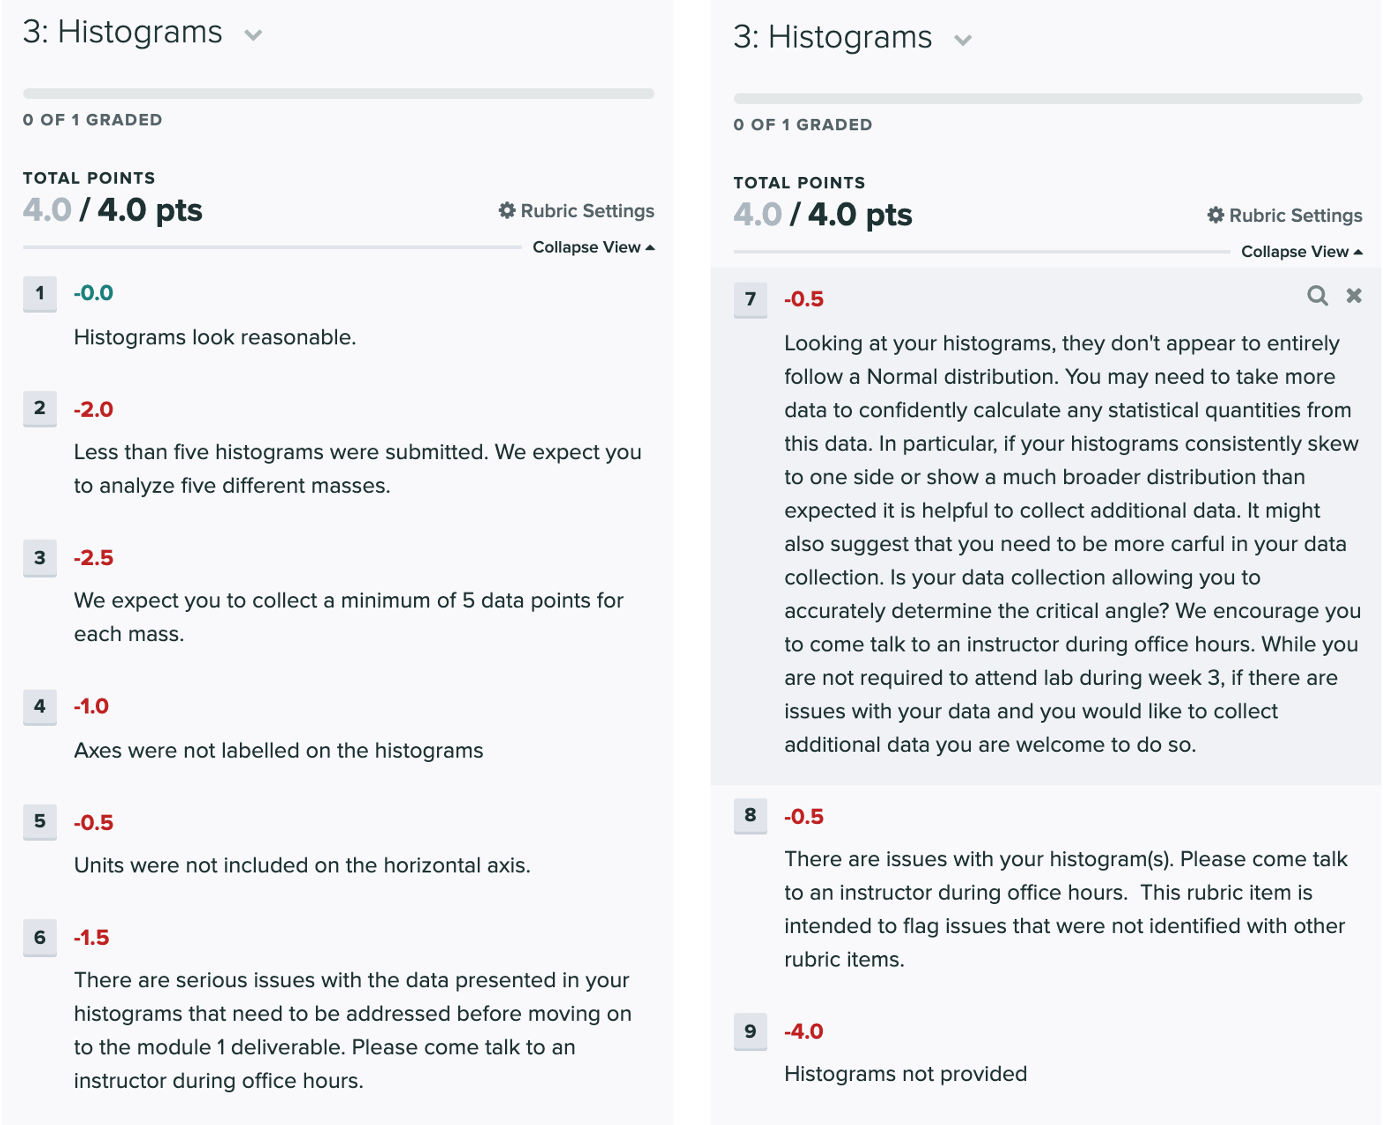 3: Histograms
0 OF 1 GRADED
TOTAL POINTS
4.0 / 4.0 pts
Rubric Settings
Collapse View
1 -0.0
Histograms look reasonable.
2 -2.0
Less than five histograms were submitted. We expect you
to analyze five different masses.
3 -2.5
We expect you to collect a minimum of 5 data points for
each mass.
4 -1.0
Axes were not labelled on the histograms
5 -0.5
Units were not included on the horizontal axis.
6 -1.5
There are serious issues with the data presented in your
histograms that need to be addressed before moving on
to the module 1 deliverable. Please come talk to an
instructor during office hours.
3: Histograms
0 OF 1 GRADED
TOTAL POINTS
4.0 / 4.0 pts
Rubric Settings
Collapse View
7 -0.5
Looking at your histograms, they don't appear to entirely
follow a Normal distribution. You may need to take more
data to confidently calculate any statistical quantities from
this data. In particular, if your histograms consistently skew
to one side or show a much broader distribution than
expected it is helpful to collect additional data. It might
also suggest that you need to be more carful in your data
collection. Is your data collection allowing you to
accurately determine the critical angle? We encourage you
to come talk to an instructor during office hours. While you
are not required to attend lab during week 3, if there are
issues with your data and you would like to collect
additional data you are welcome to do so.
8 -0.5
There are issues with your histogram(s). Please come talk
to an instructor during office hours.  This rubric item is
intended to flag issues that were not identified with other
rubric items.
9 -4.0
Histograms not provided